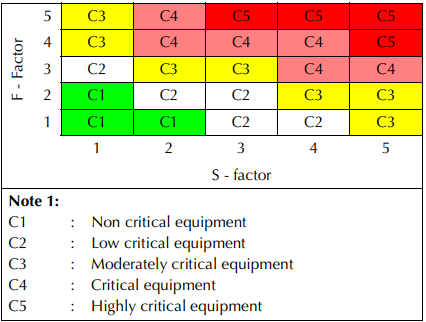 F - Factor
5 C3 C4 C5 C5 C5
4 C3 C4 C4 C4 C5
3 C2 C3 C3 C4 C4
2 C1 C2 C2 C3 C3
1 C1 C1 C2 C2 C3
1 2 3 4 5
S - factor
Note 1:
C1 : Non critical equipment
C2 : Low critical equipment
C3 : Moderately critical equipment
C4 : Critical equipment
C5 : Highly critical equipment